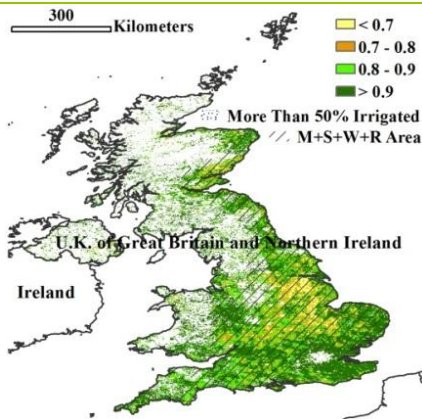 300
Kilometers
< 0.7
0.7 - 0.8
0.8 - 0.9
> 0.9
More Than 50% Irrigated
M+S+W+R Area
U.K. of Great Britain and Northern Ireland
Ireland